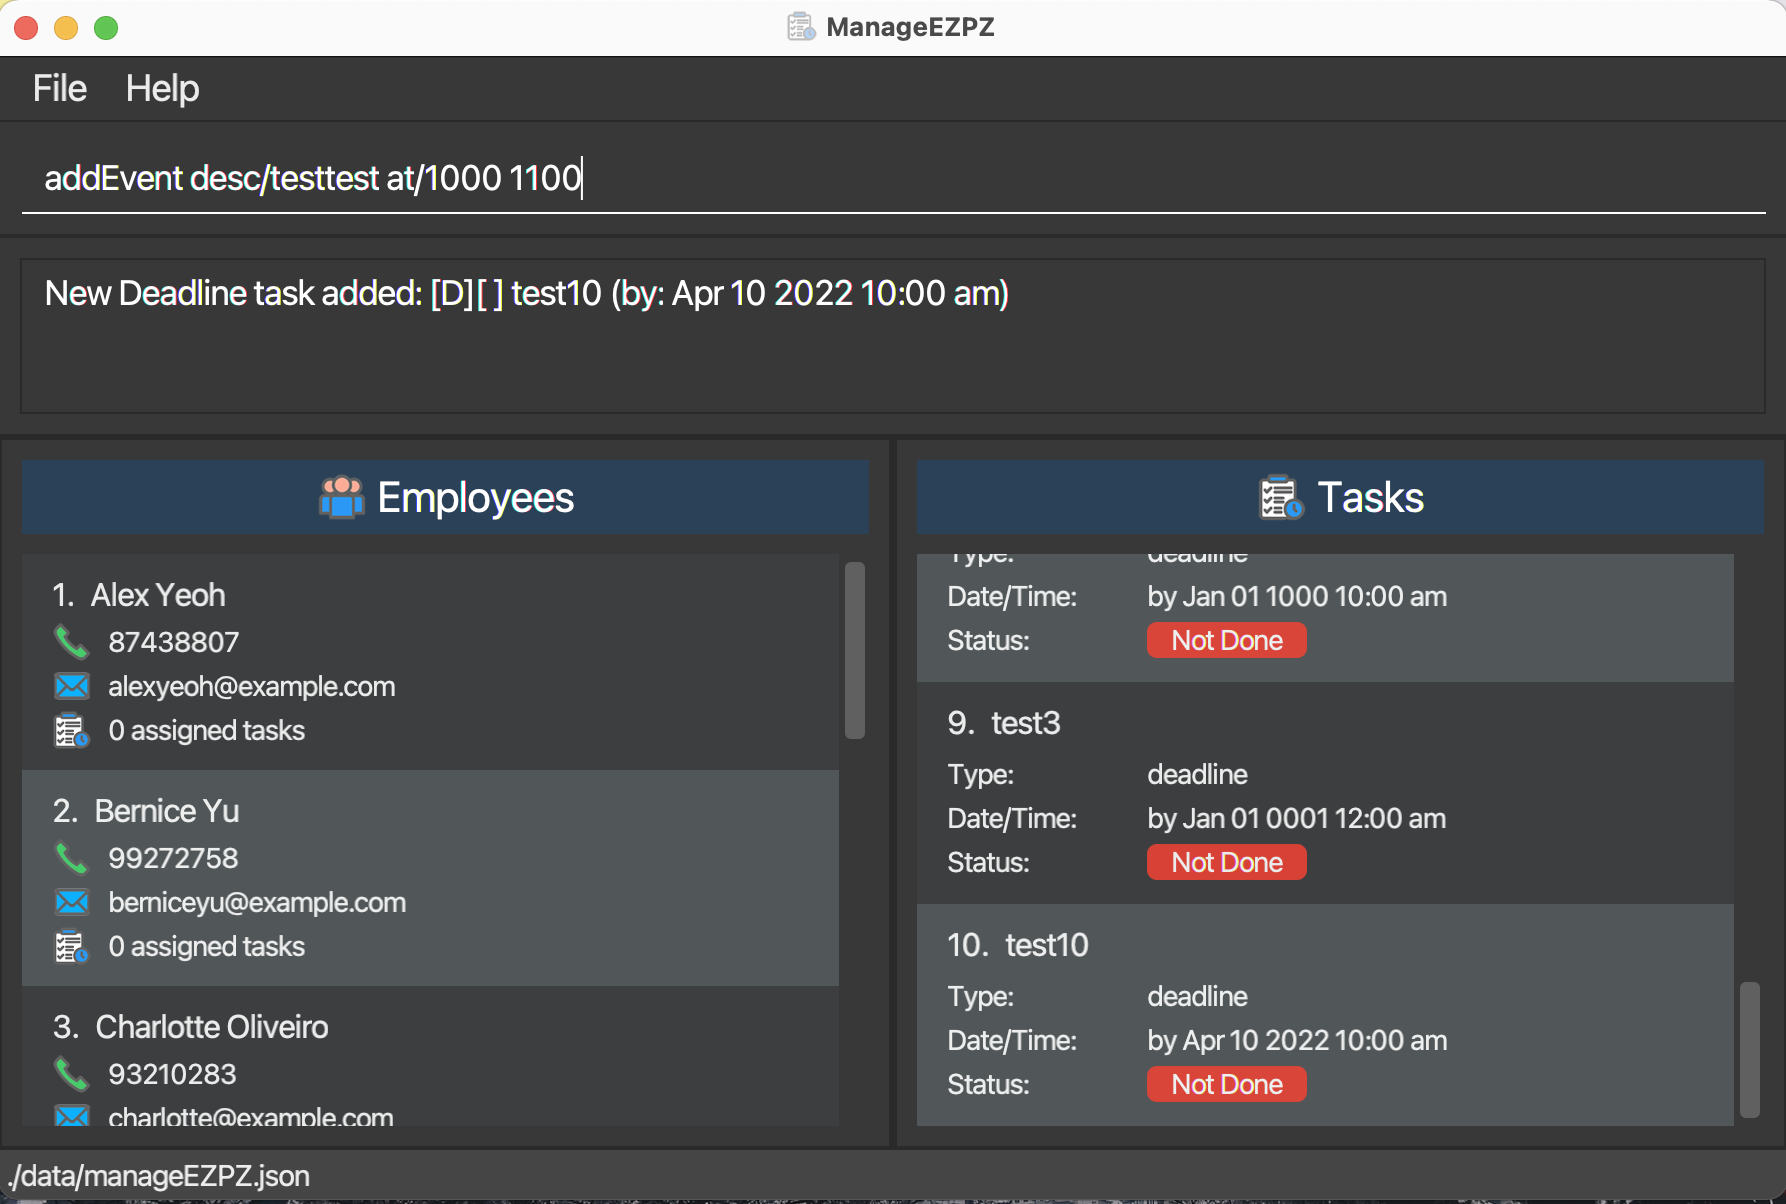 ManageEZPZ
File Help
addEvent desc/testtest at/1000 1100
New Deadline task added: [D][ ] test10 (by: Apr 10 2022 10:00 am)
Employees
1. Alex Yeoh
87438807
alexyeoh@example.com
0 assigned tasks
2. Bernice Yu
99272758
berniceyu@example.com
0 assigned tasks
3. Charlotte Oliveiro
93210283
charlotte@example.com
Tasks
Type: deadline
Date/Time: by Jan 01 1000 10:00 am
Status: Not Done
9. test3
Type: deadline
Date/Time: by Jan 01 0001 12:00 am
Status: Not Done
10. test10
Type: deadline
Date/Time: by Apr 10 2022 10:00 am
Status: Not Done
./data/manageEZPZ.json